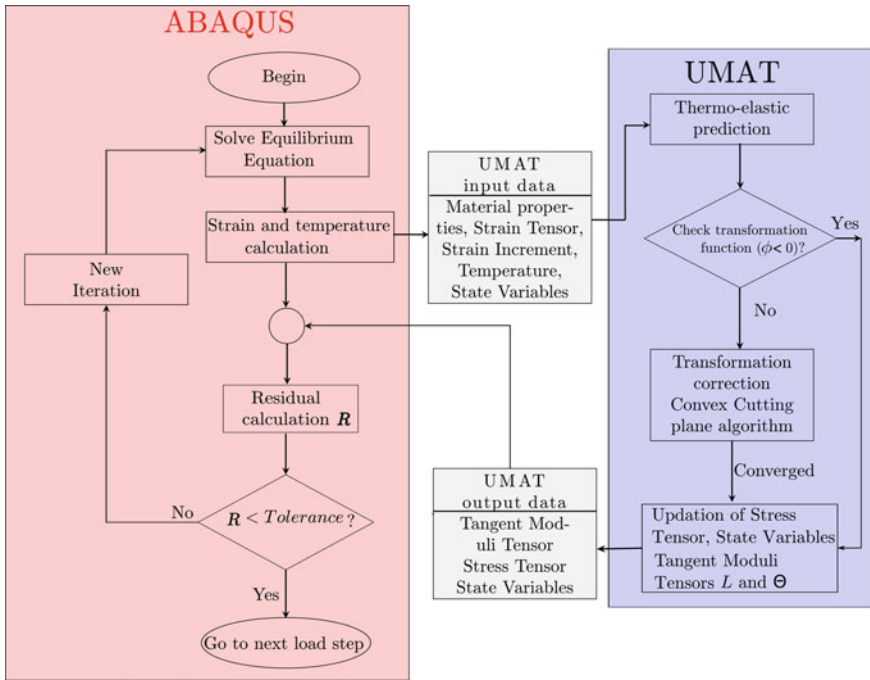 ABAQUS
Begin
Solve Equilibrium
Equation
Strain and temperature
calculation
New
Iteration
Residual
calculation R
R < Tolerance?
No
Yes
Go to next load step
UMAT
input data
Material proper-
ties, Strain Tensor,
Strain Increment,
Temperature,
State Variables
UMAT
output data
Tangent Mod-
uli Tensor
Stress Tensor
State Variables
UMAT
Thermo-elastic
prediction
Check transformation
function (ϕ< 0)?
Yes
No
Transformation
correction
Convex Cutting
plane algorithm
Converged
Updation of Stress
Tensor, State Variables
Tangent Moduli
Tensors L and Θ